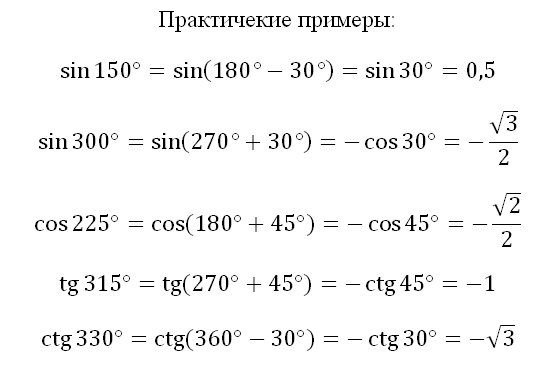 Практичекие примеры:
sin 150° = sin(180° − 30°) = sin 30° = 0,5
sin 300° = sin(270° + 30°) = − cos 30° = −√3/2
cos 225° = cos(180° + 45°) = − cos 45° = −√2/2
tg 315° = tg(270° + 45°) = − ctg 45° = −1
ctg 330° = ctg(360° − 30°) = − ctg 30° = −√3